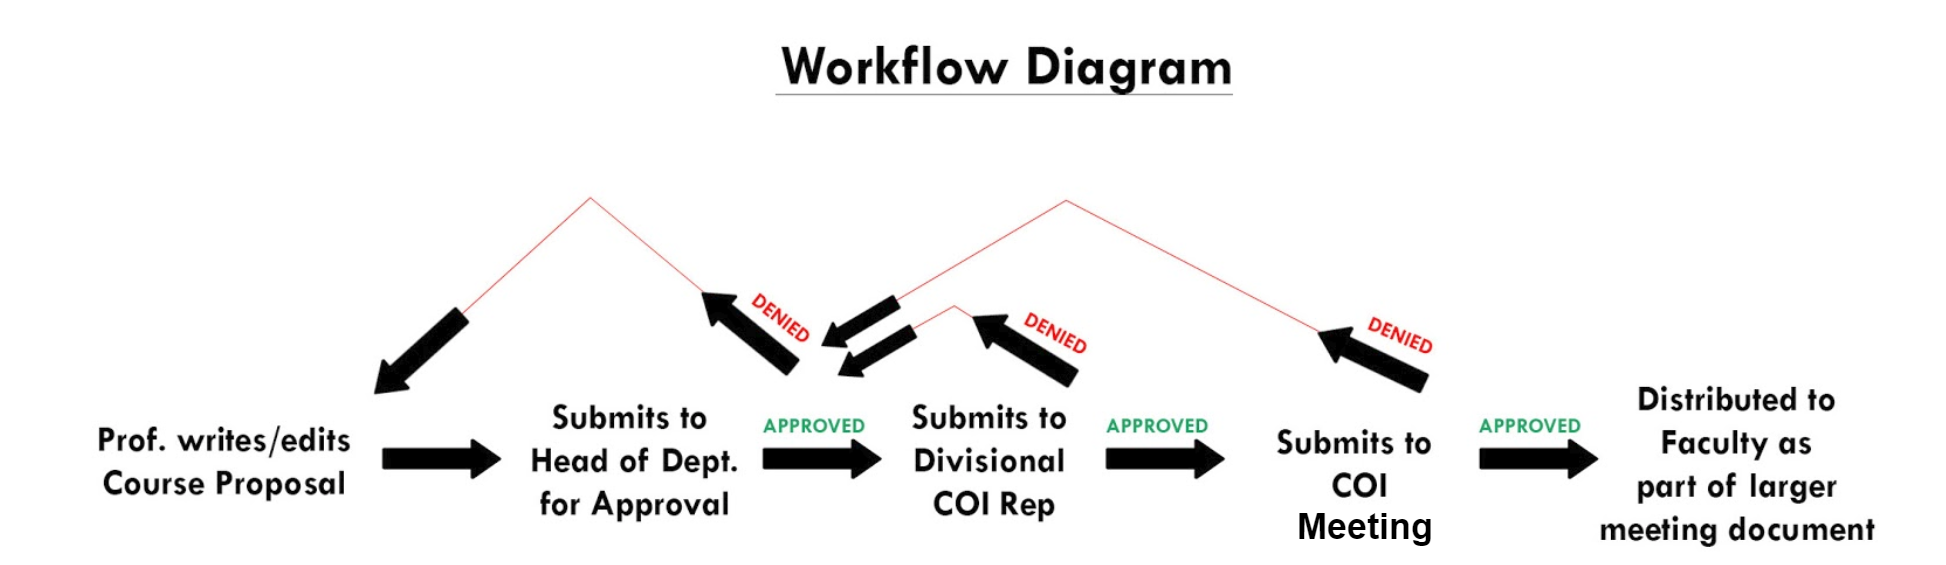 Workflow Diagram
DENIED
DENIED
DENIED
Prof. writes/edits
Course Proposal
Submits to
Head of Dept.
for Approval
APPROVED
Submits to
Divisional
COI Rep
APPROVED
Submits to
COI
Meeting
APPROVED
Distributed to
Faculty as
part of larger
meeting document